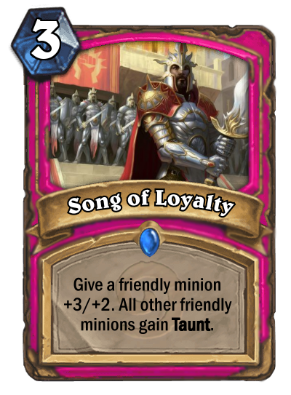 3
Song of Loyalty
Give a friendly minion
+3/+2. All other friendly
minions gain Taunt.